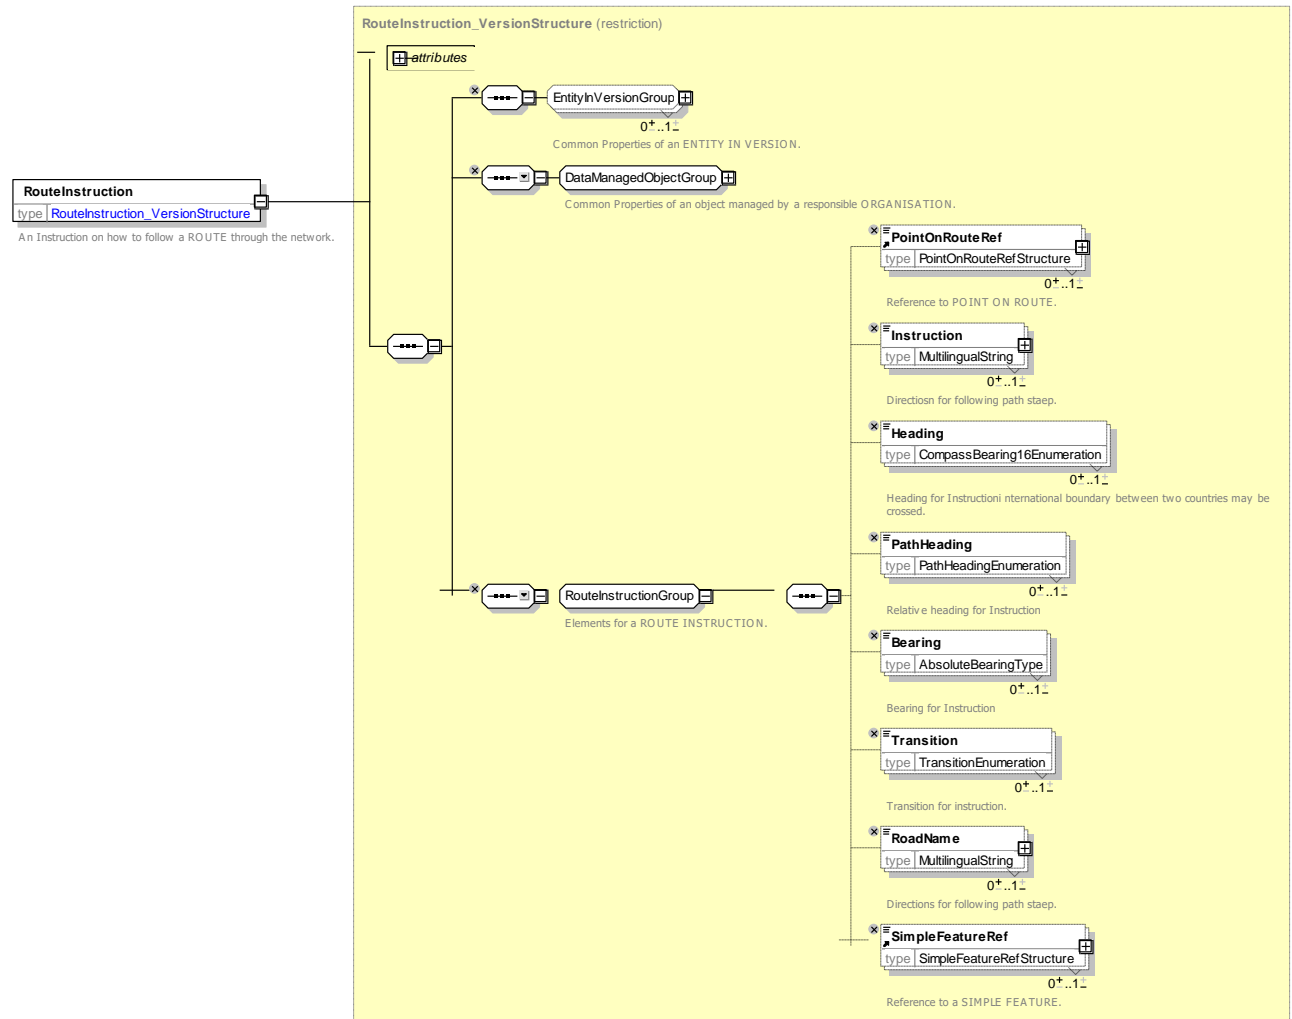 RouteInstruction_VersionStructure (restriction)
attributes
EntityInVersionGroup
0..1
Common Properties of an ENTITY IN VERSION.
DataManagedObjectGroup
Common Properties of an object managed by a responsible ORGANISATION.
RouteInstruction
type RouteInstruction_VersionStructure
An Instruction on how to follow a ROUTE through the network.
PointOnRouteRef
type PointOnRouteRefStructure
0..1
Reference to POINT ON ROUTE.
Instruction
type MultilingualString
0..1
Directiosn for following path staep.
Heading
type CompassBearing16Enumeration
0..1
Heading for Instructioni nternational boundary between two countries may be
crossed.
PathHeading
type PathHeadingEnumeration
0..1
Relative heading for Instruction
RouteInstructionGroup
Elements for a ROUTE INSTRUCTION.
Bearing
type AbsoluteBearingType
0..1
Bearing for Instruction
Transition
type TransitionEnumeration
0..1
Transition for instruction.
RoadName
type MultilingualString
0..1
Directions for following path staep.
SimpleFeatureRef
type SimpleFeatureRefStructure
0..1
Reference to a SIMPLE FEATURE.